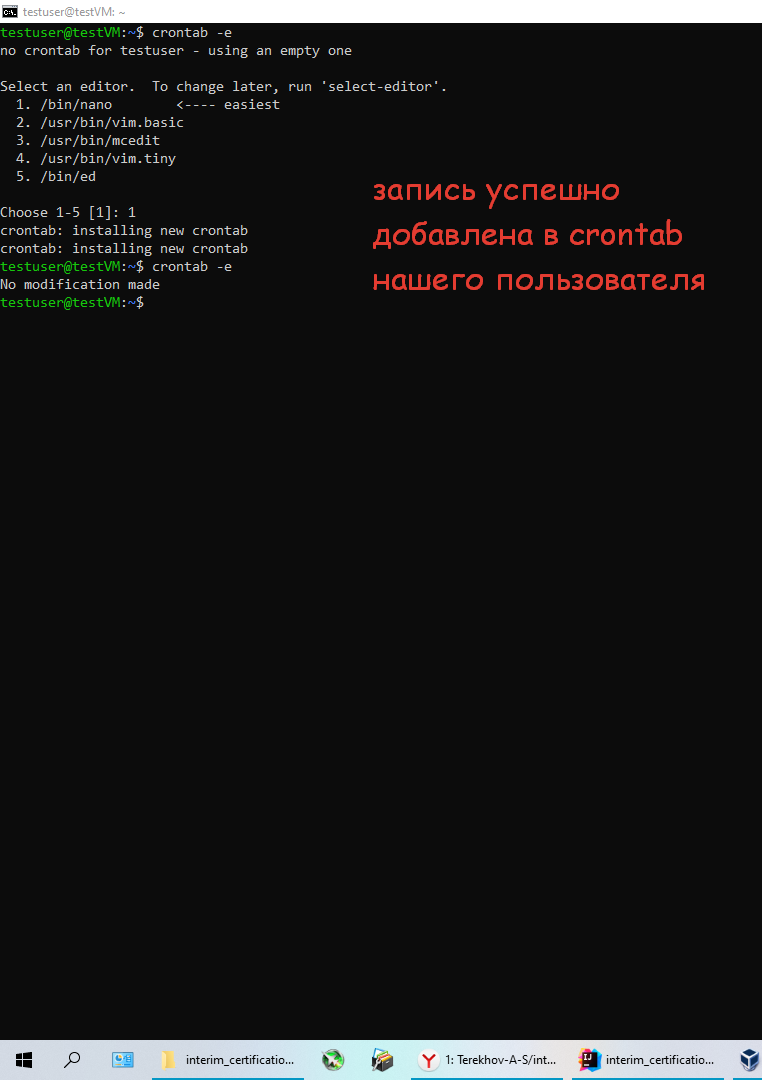 testuser@testVM: ~
testuser@testVM:~$ crontab -e
no crontab for testuser - using an empty one
Select an editor.  To change later, run 'select-editor'.
  1. /bin/nano        <---- easiest
  2. /usr/bin/vim.basic
  3. /usr/bin/mcedit
  4. /usr/bin/vim.tiny
  5. /bin/ed
Choose 1-5 [1]: 1
crontab: installing new crontab
crontab: installing new crontab
testuser@testVM:~$ crontab -e
No modification made
testuser@testVM:~$
запись успешно
добавлена в crontab
нашего пользователя
interim_certificatio... 1: Terekhov-A-S/int... interim_certificatio...